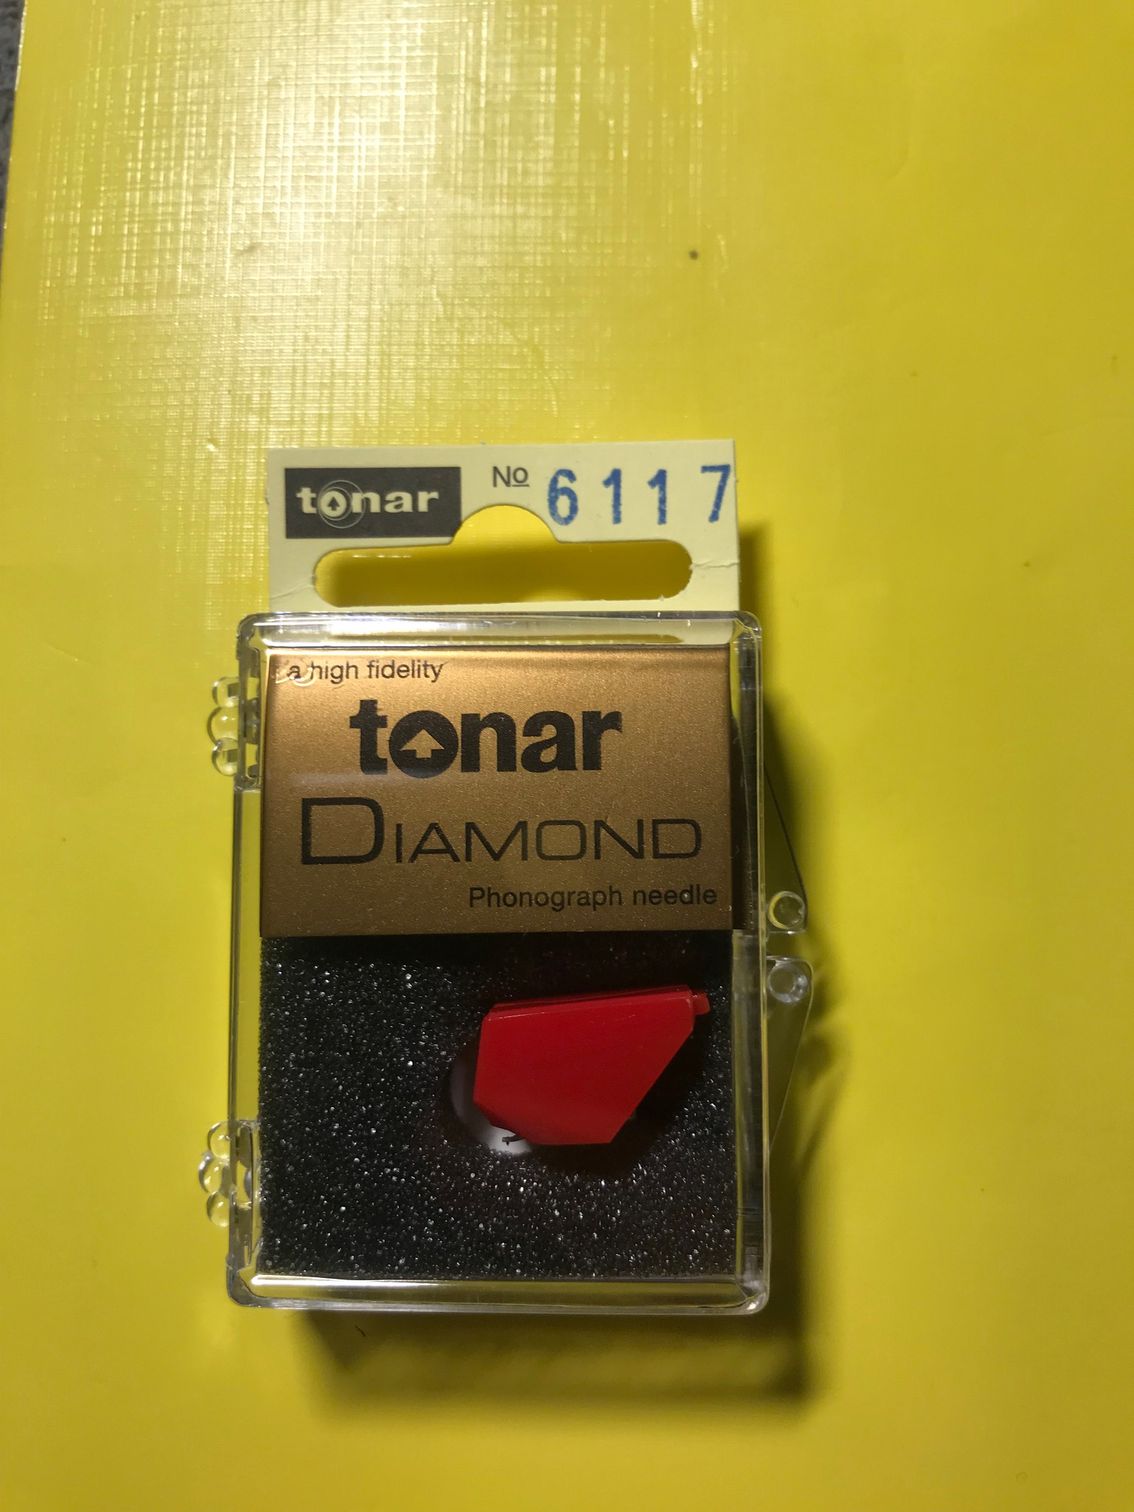 tonar No 6117
a high fidelity
tonar
DIAMOND
Phonograph needle